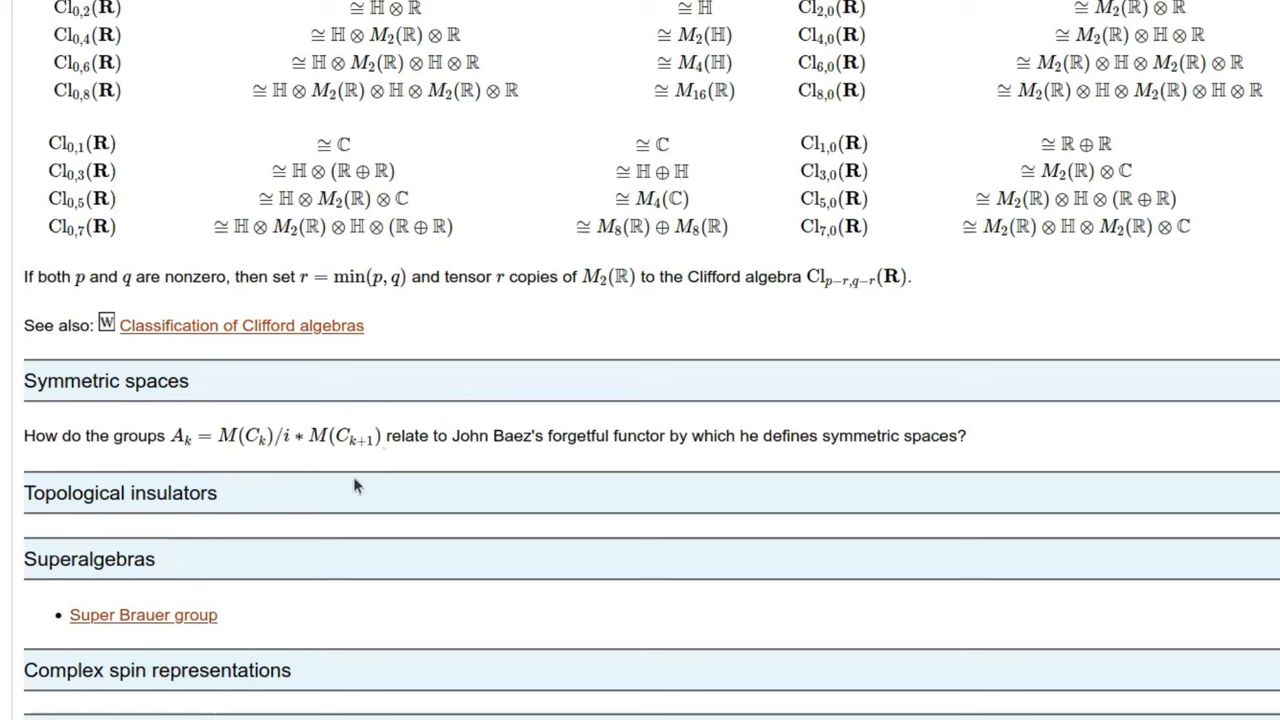 Cl₀,₂(R) ≅ ℍ ⊗ ℝ ≅ ℍ Cl₂,₀(R) ≅ M₂(ℝ) ⊗ ℝ
Cl₀,₄(R) ≅ ℍ ⊗ M₂(ℝ) ⊗ ℝ ≅ M₂(ℍ) Cl₄,₀(R) ≅ M₂(ℝ) ⊗ ℍ ⊗ ℝ
Cl₀,₆(R) ≅ ℍ ⊗ M₂(ℝ) ⊗ ℍ ⊗ ℝ ≅ M₄(ℍ) Cl₆,₀(R) ≅ M₂(ℝ) ⊗ ℍ ⊗ M₂(ℝ) ⊗ ℝ
Cl₀,₈(R) ≅ ℍ ⊗ M₂(ℝ) ⊗ ℍ ⊗ M₂(ℝ) ⊗ ℝ ≅ M₁₆(ℝ) Cl₈,₀(R) ≅ M₂(ℝ) ⊗ ℍ ⊗ M₂(ℝ) ⊗ ℍ ⊗ ℝ
Cl₀,₁(R) ≅ ℂ ≅ ℂ Cl₁,₀(R) ≅ ℝ ⊕ ℝ
Cl₀,₃(R) ≅ ℍ ⊗ (ℝ ⊕ ℝ) ≅ ℍ ⊕ ℍ Cl₃,₀(R) ≅ M₂(ℝ) ⊗ ℂ
Cl₀,₅(R) ≅ ℍ ⊗ M₂(ℝ) ⊗ ℂ ≅ M₄(ℂ) Cl₅,₀(R) ≅ M₂(ℝ) ⊗ ℍ ⊗ (ℝ ⊕ ℝ)
Cl₀,₇(R) ≅ ℍ ⊗ M₂(ℝ) ⊗ ℍ ⊗ (ℝ ⊕ ℝ) ≅ M₈(ℝ) ⊕ M₈(ℝ) Cl₇,₀(R) ≅ M₂(ℝ) ⊗ ℍ ⊗ M₂(ℝ) ⊗ ℂ
If both p and q are nonzero, then set r = min(p, q) and tensor r copies of M₂(ℝ) to the Clifford algebra Clₚ₋ᵣ,q₋ᵣ(R).
See also: W Classification of Clifford algebras
Symmetric spaces
How do the groups Aₖ = M(Cₖ)/i ∗ M(Cₖ₊₁) relate to John Baez's forgetful functor by which he defines symmetric spaces?
Topological insulators
Superalgebras
• Super Brauer group
Complex spin representations